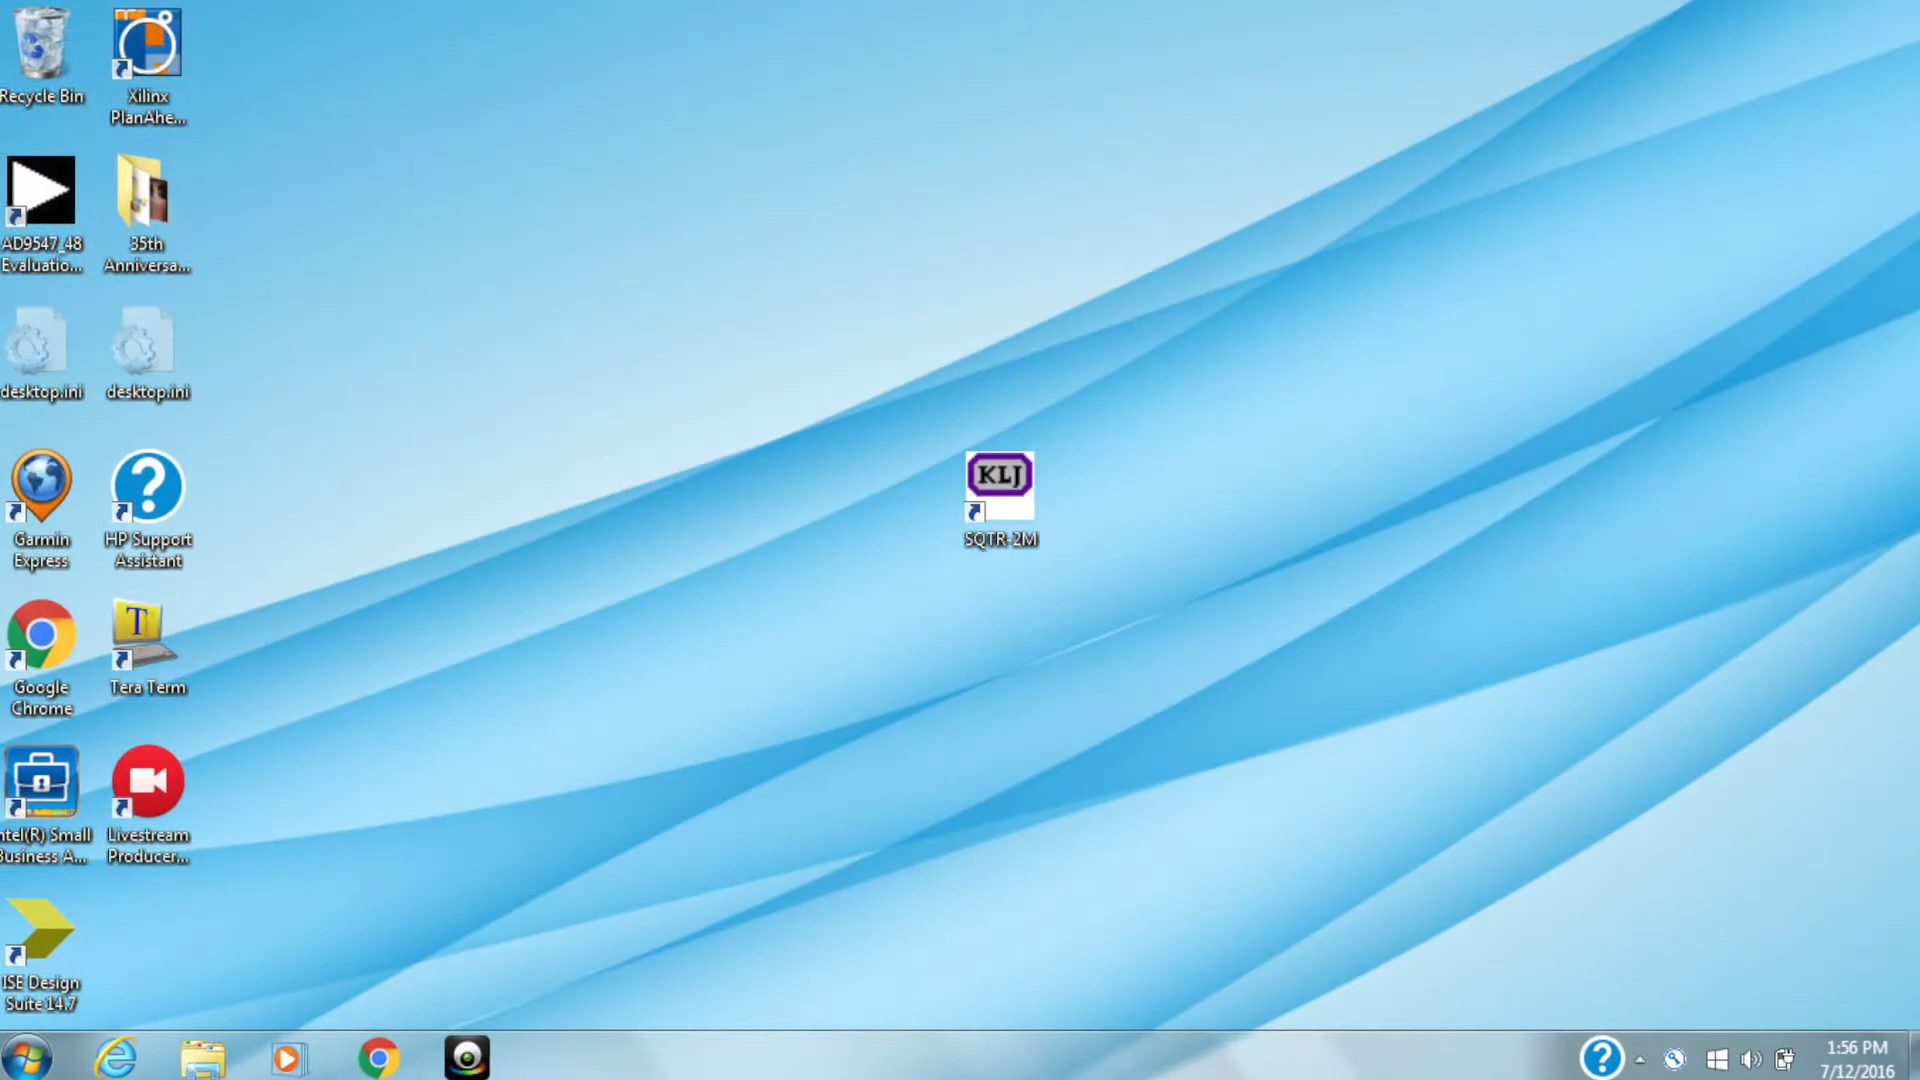 Recycle Bin
Xilinx
PlanAhe...
AD9547_48
Evaluatio...
35th
Anniversa...
desktop.ini
desktop.ini
Garmin
Express
HP Support
Assistant
KLJ
SQTR-2M
Google
Chrome
T
Tera Term
ntel(R) Small
Business A...
Livestream
Producer...
ISE Design
Suite 14.7
1:56 PM
7/12/2016